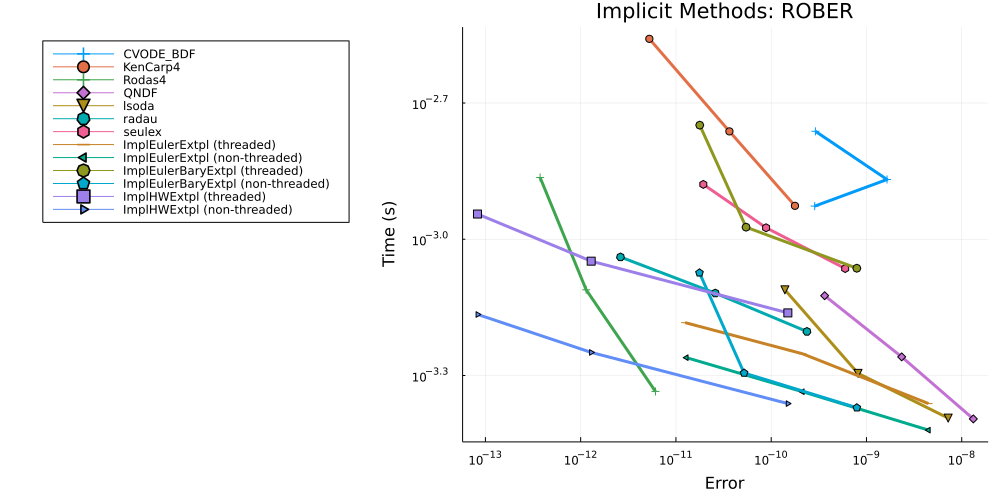 Implicit Methods: ROBER
CVODE_BDF
KenCarp4
Rodas4
QNDF
lsoda
radau
seulex
ImplEulerExtpl (threaded)
ImplEulerExtpl (non-threaded)
ImplEulerBaryExtpl (threaded)
ImplEulerBaryExtpl (non-threaded)
ImplHWExtpl (threaded)
ImplHWExtpl (non-threaded)
Time (s)
10⁻²·⁷
10⁻³·⁰
10⁻³·³
10⁻¹³ 10⁻¹² 10⁻¹¹ 10⁻¹⁰ 10⁻⁹ 10⁻⁸
Error